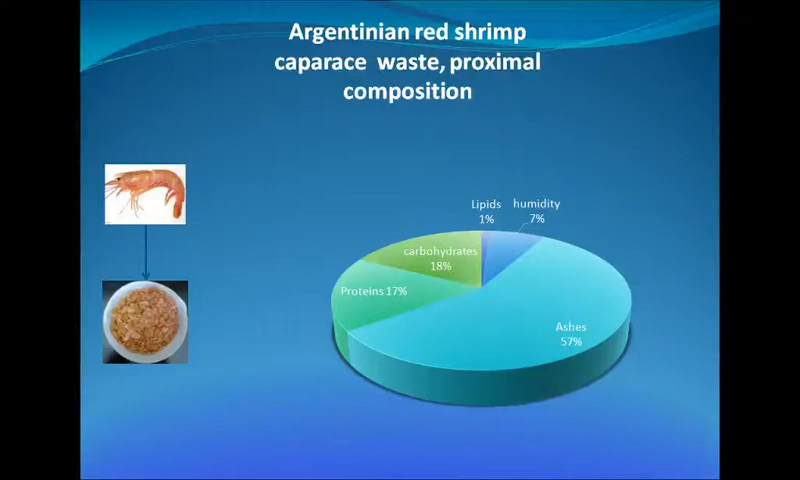 Argentinian red shrimp
caparace waste, proximal
composition
Lipids
1%
humidity
7%
carbohydrates
18%
Proteins 17%
Ashes
57%